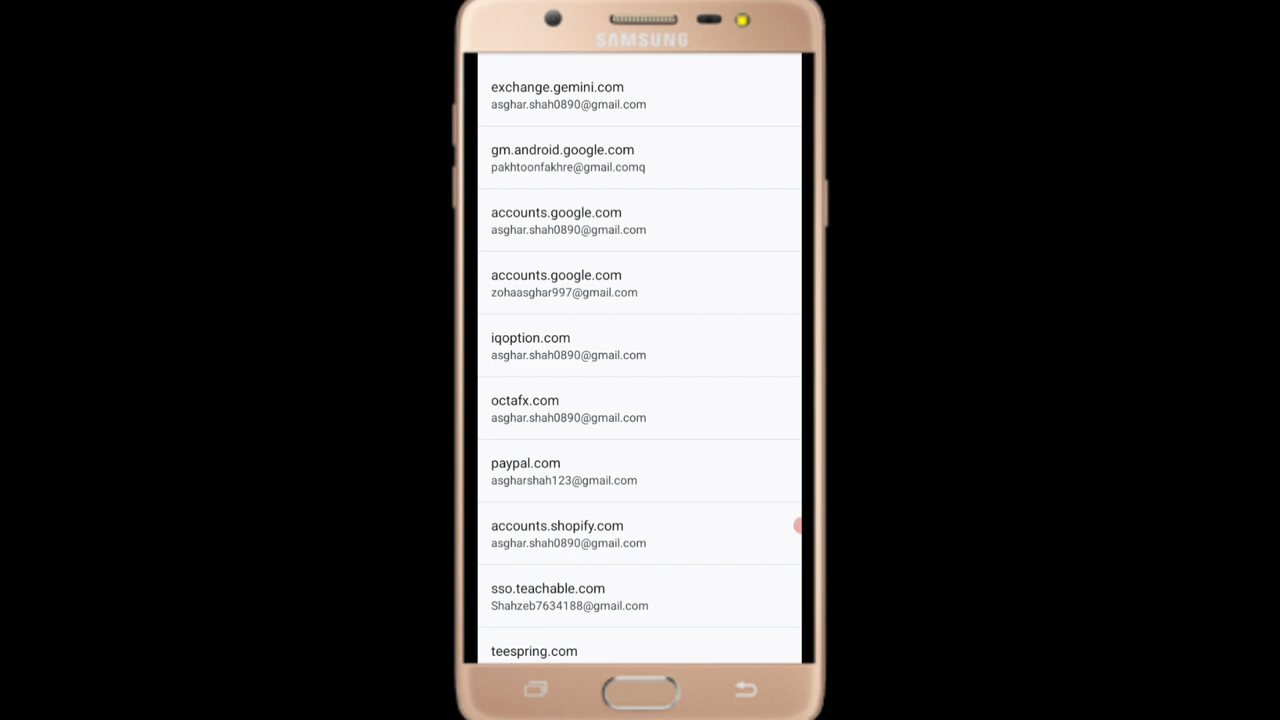 SAMSUNG
exchange.gemini.com
asghar.shah0890@gmail.com
gm.android.google.com
pakhtoonfakhre@gmail.comq
accounts.google.com
asghar.shah0890@gmail.com
accounts.google.com
zohaasghar997@gmail.com
iqoption.com
asghar.shah0890@gmail.com
octafx.com
asghar.shah0890@gmail.com
paypal.com
asgharshah123@gmail.com
accounts.shopify.com
asghar.shah0890@gmail.com
sso.teachable.com
Shahzeb7634188@gmail.com
teespring.com